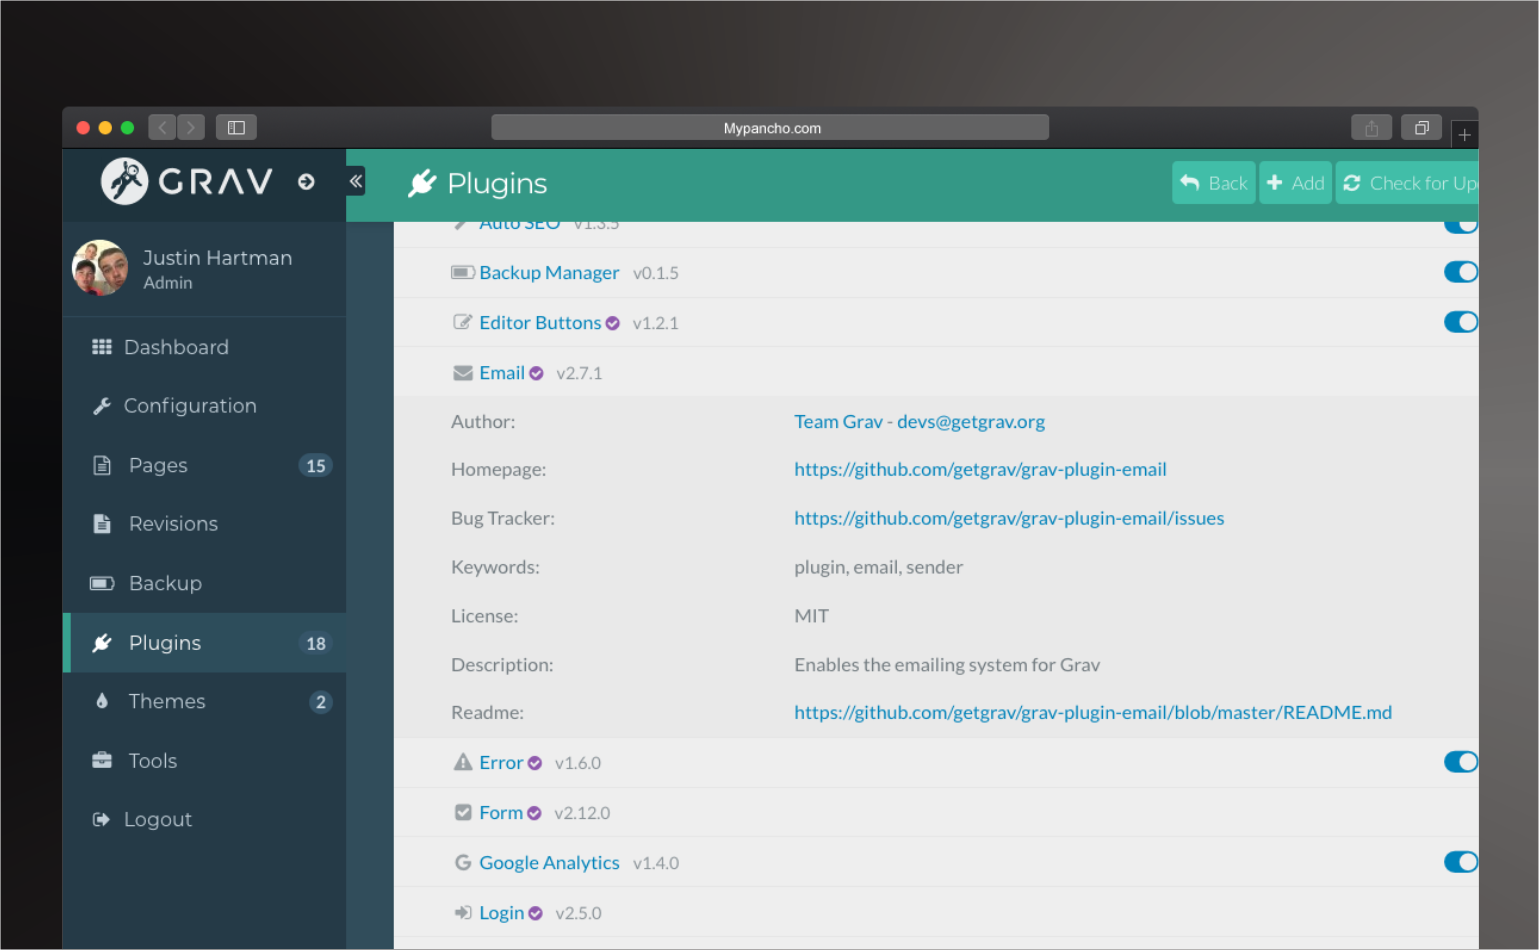 Mypancho.com
GRAV
Plugins
Back
Add
Check for Up
Justin Hartman
Admin
Dashboard
Configuration
Pages 15
Revisions
Backup
Plugins 18
Themes 2
Tools
Logout
Auto SEO v1.3.5
Backup Manager v0.1.5
Editor Buttons v1.2.1
Email v2.7.1
Author: Team Grav - devs@getgrav.org
Homepage: https://github.com/getgrav/grav-plugin-email
Bug Tracker: https://github.com/getgrav/grav-plugin-email/issues
Keywords: plugin, email, sender
License: MIT
Description: Enables the emailing system for Grav
Readme: https://github.com/getgrav/grav-plugin-email/blob/master/README.md
Error v1.6.0
Form v2.12.0
Google Analytics v1.4.0
Login v2.5.0